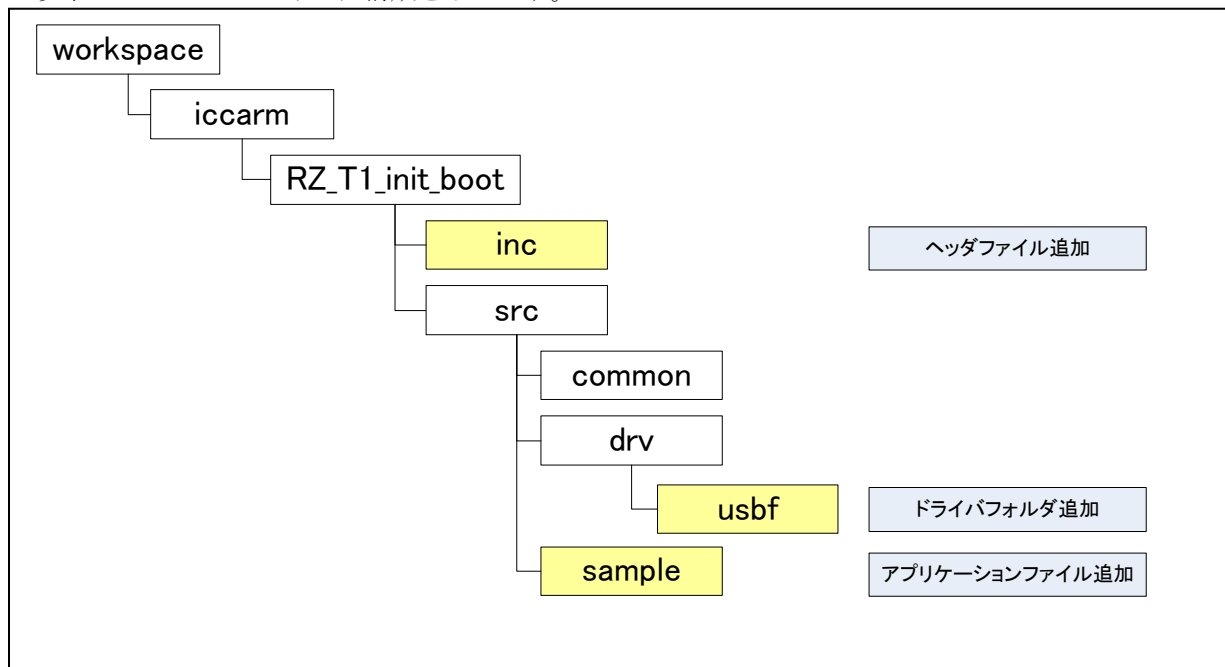 workspace
iccarm
RZ_T1_init_boot
inc
ヘッダファイル追加
src
common
drv
usbf
ドライバフォルダ追加
sample
アプリケーションファイル追加